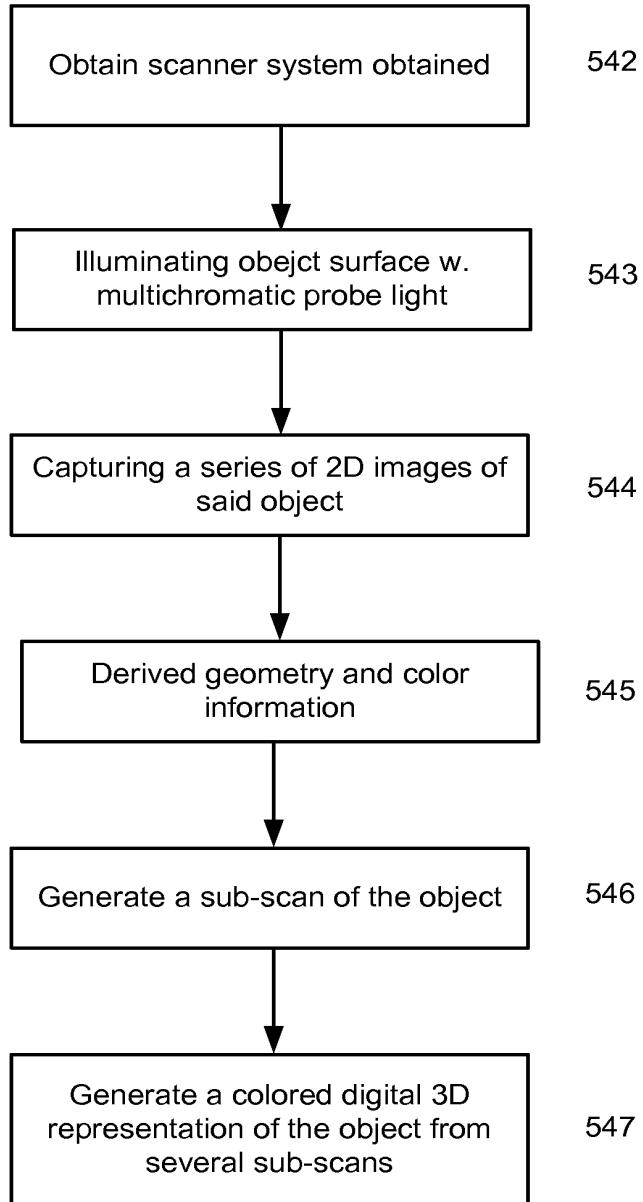 Obtain scanner system obtained
542
Illuminating obejct surface w.
multichromatic probe light
543
Capturing a series of 2D images of
said object
544
Derived geometry and color
information
545
Generate a sub-scan of the object
546
Generate a colored digital 3D
representation of the object from
several sub-scans
547